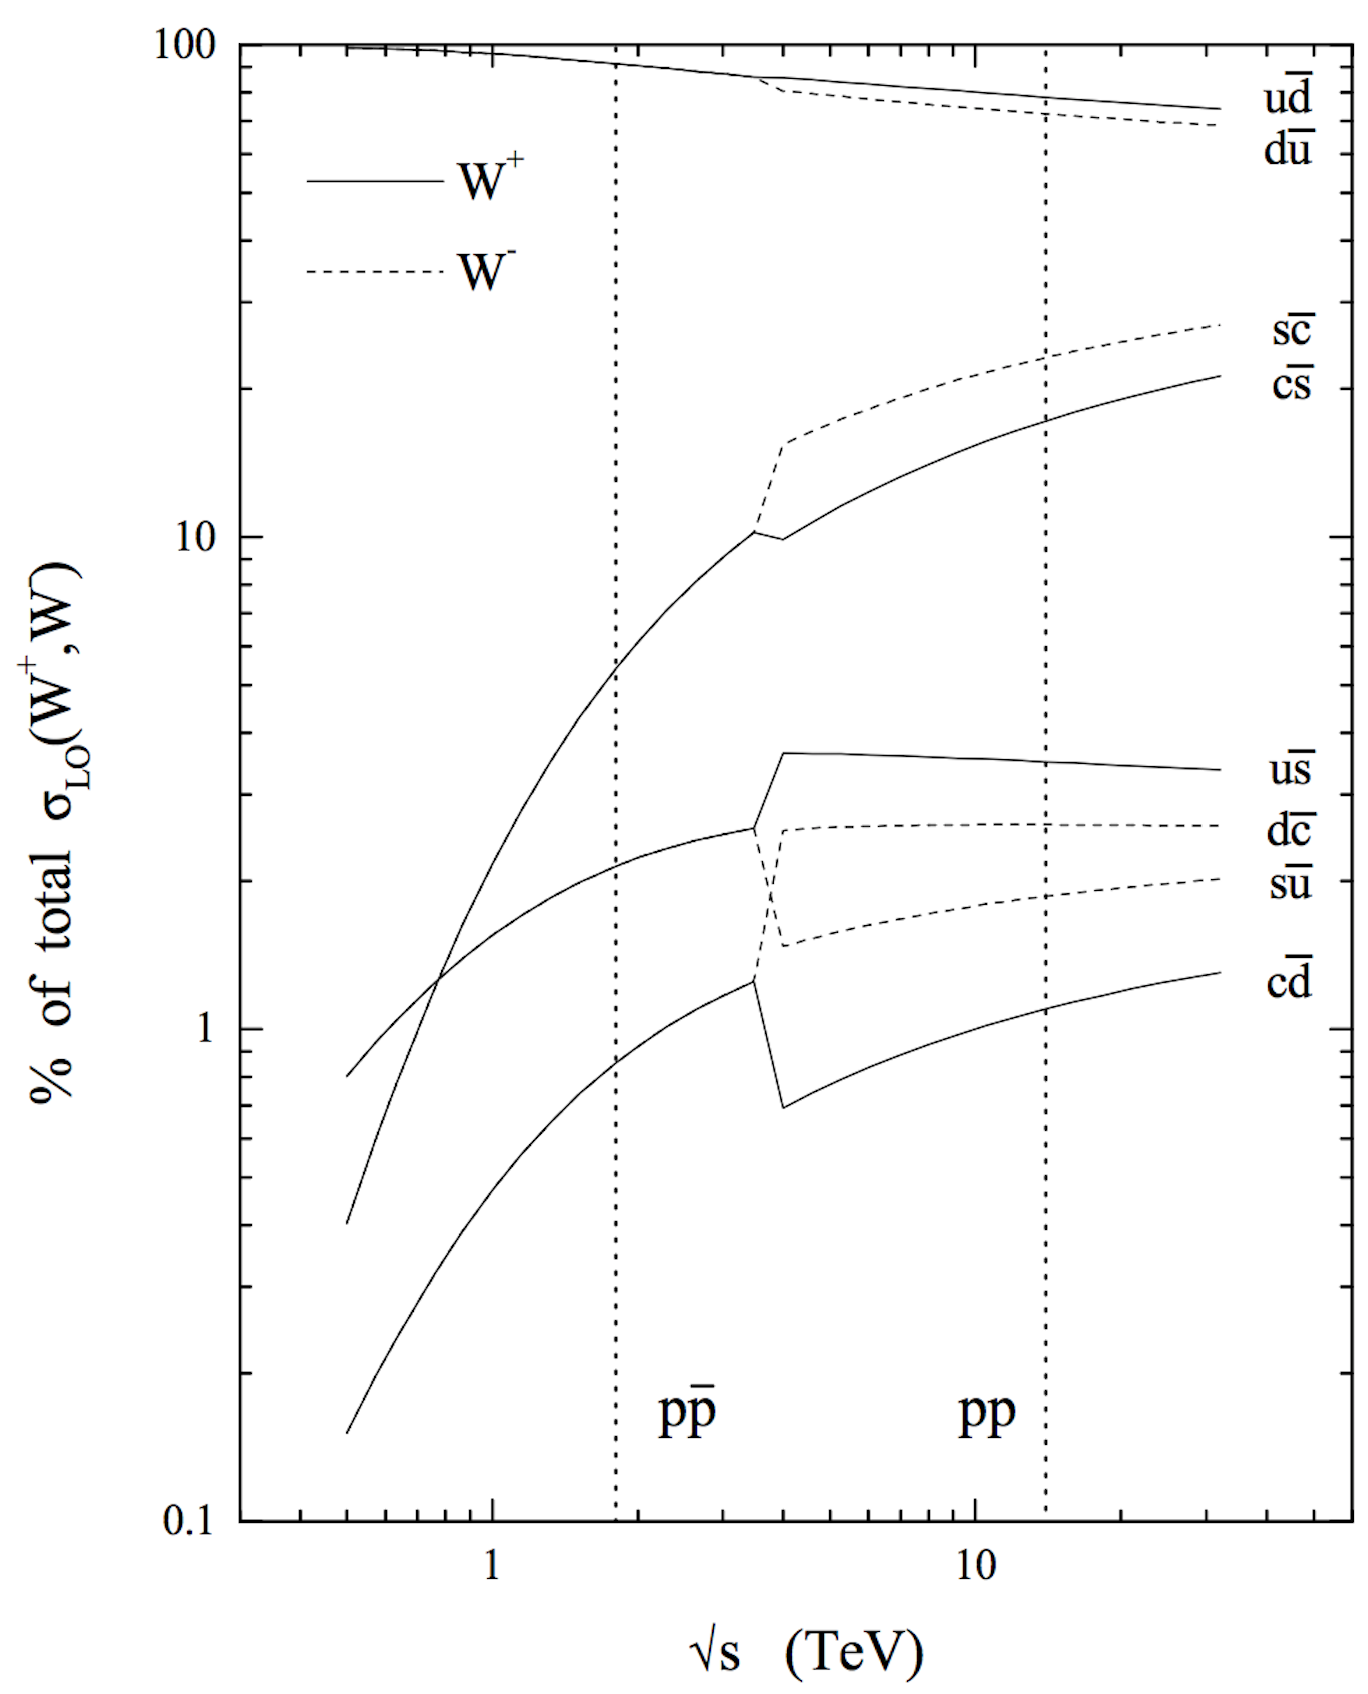 100
10
1
0.1
% of total σ_LO(W⁺,W⁻)
W⁺
W⁻
ud̄
dū
sc̄
cs̄
us̄
dc̄
sū
cd̄
pp̄ pp
1 10
√s (TeV)